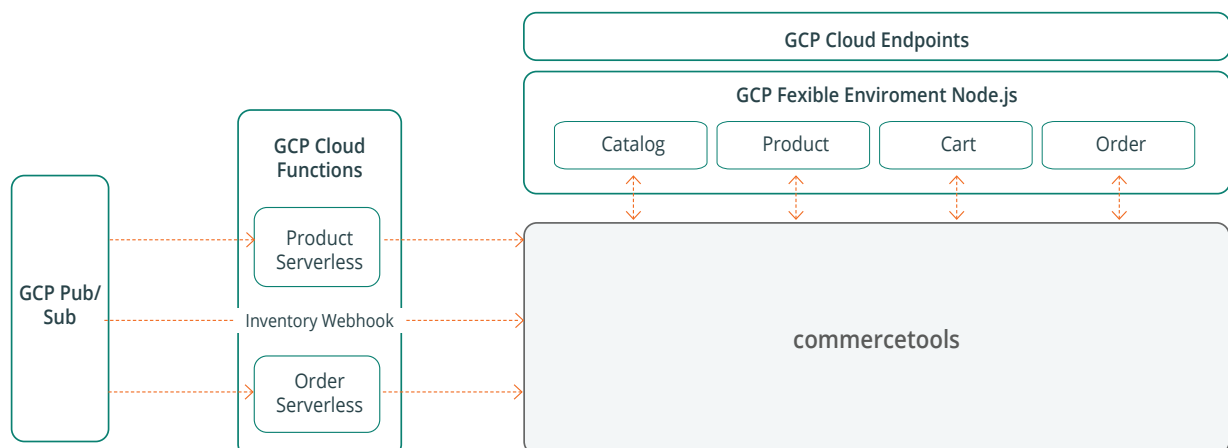 GCP Cloud Endpoints
GCP Fexible Enviroment Node.js
Catalog
Product
Cart
Order
GCP Cloud
Functions
Product
Serverless
GCP Pub/
Sub
Inventory Webhook
Order
Serverless
commercetools